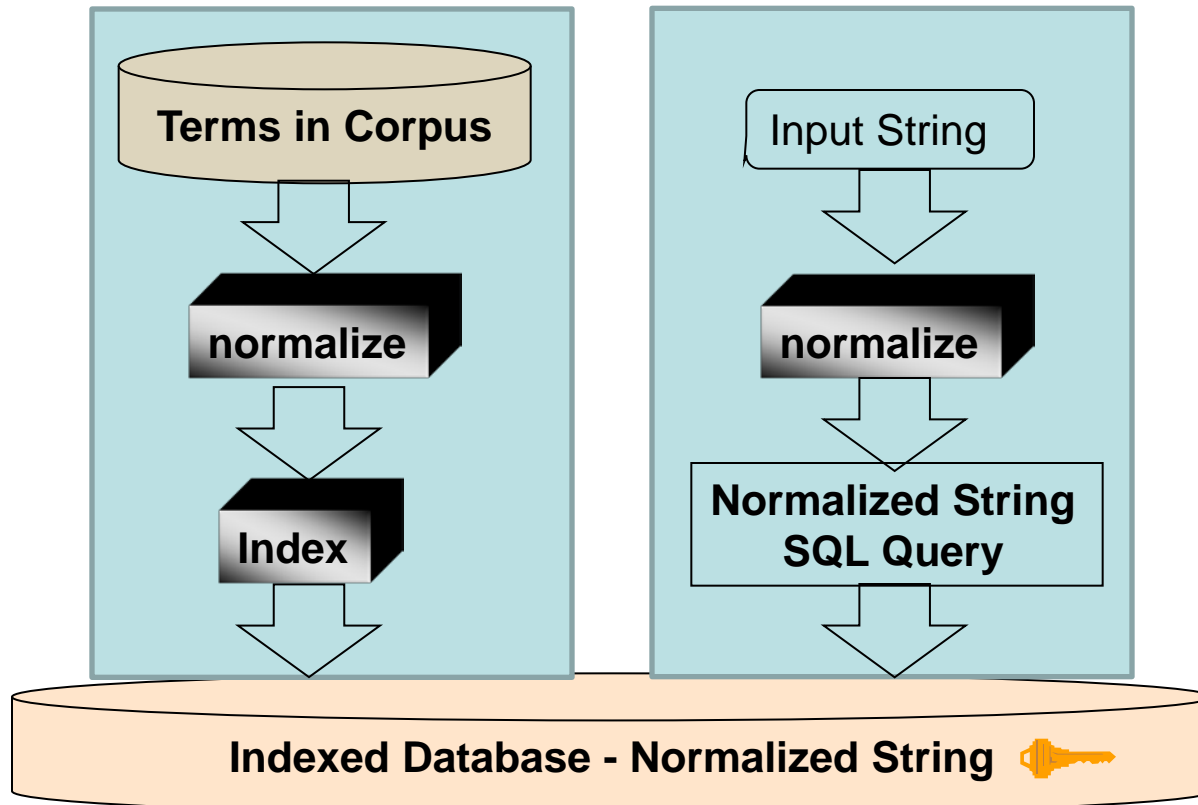 Terms in Corpus
normalize
Index
Input String
normalize
Normalized String
SQL Query
Indexed Database - Normalized String